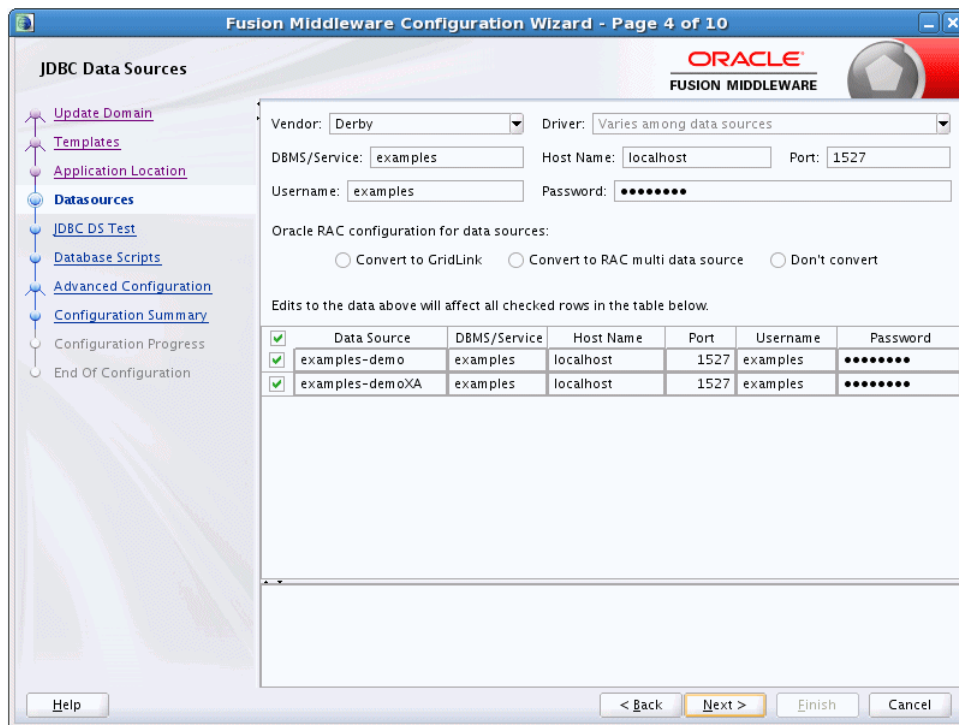 Fusion Middleware Configuration Wizard - Page 4 of 10
JDBC Data Sources
ORACLE
FUSION MIDDLEWARE
Update Domain
Templates
Application Location
Datasources
JDBC DS Test
Database Scripts
Advanced Configuration
Configuration Summary
Configuration Progress
End Of Configuration
Vendor: Derby Driver: Varies among data sources
DBMS/Service: examples Host Name: localhost Port: 1527
Username: examples Password: ••••••••
Oracle RAC configuration for data sources:
Convert to GridLink Convert to RAC multi data source Don't convert
Edits to the data above will affect all checked rows in the table below.
Data Source DBMS/Service Host Name Port Username Password
examples-demo examples localhost 1527 examples ••••••••
examples-demoXA examples localhost 1527 examples ••••••••
Help < Back Next > Finish Cancel